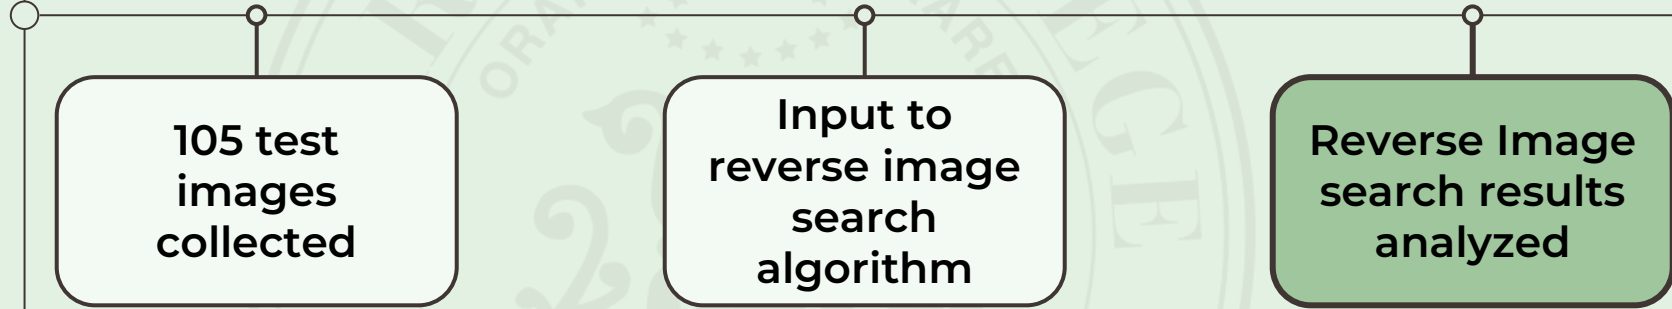 105 test
images
collected
Input to
reverse image
search
algorithm
Reverse Image
search results
analyzed